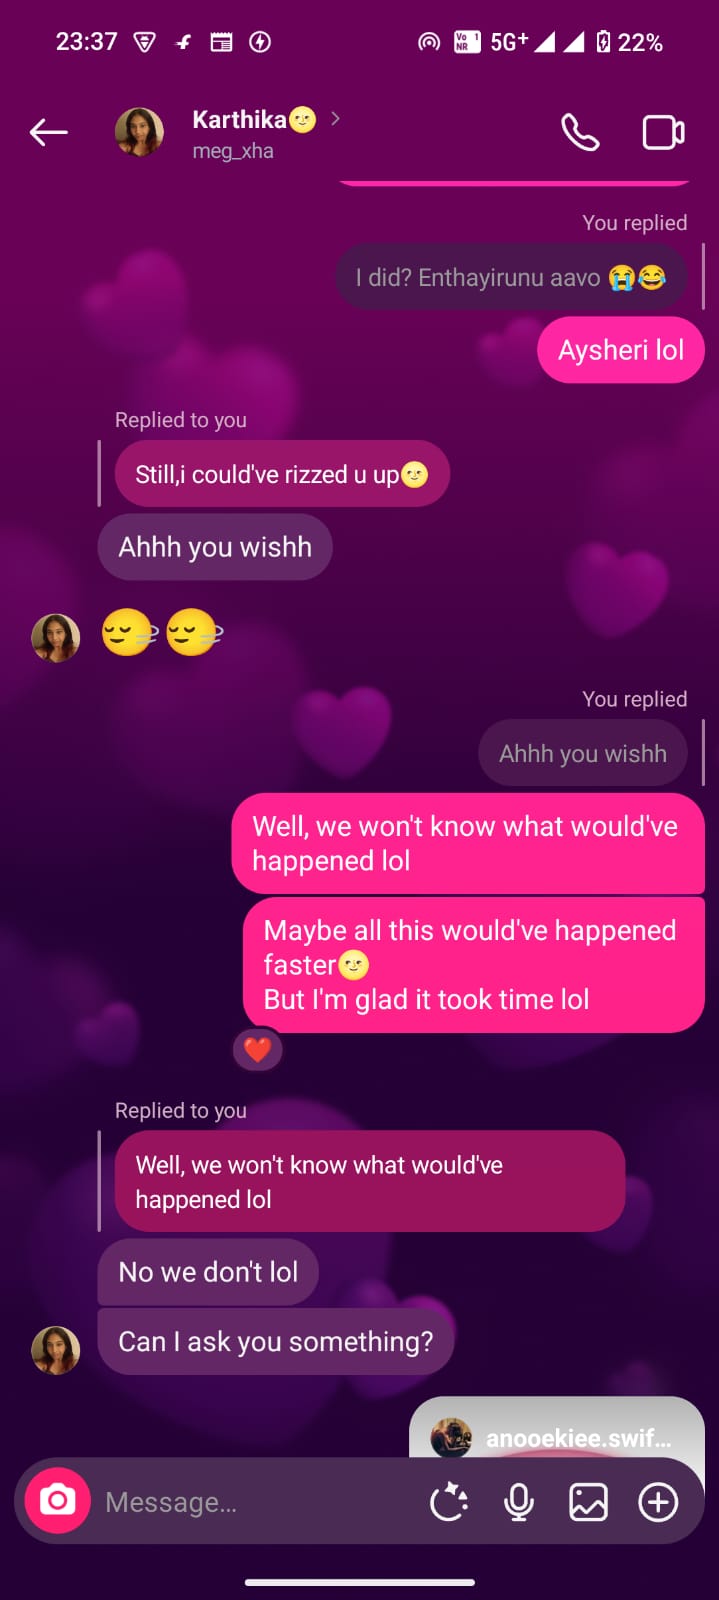 23:37
Vo NR 1 5G+ 22%
Karthika🌝
meg_xha
You replied
I did? Enthayirunu aavo 😭😂
Aysheri lol
Replied to you
Still,i could've rizzed u up🌝
Ahhh you wishh
🙂‍↔️🙂‍↔️
You replied
Ahhh you wishh
Well, we won't know what would've
happened lol
Maybe all this would've happened
faster🌝
But I'm glad it took time lol
❤️
Replied to you
Well, we won't know what would've
happened lol
No we don't lol
Can I ask you something?
anooekiee.swif...
Message...